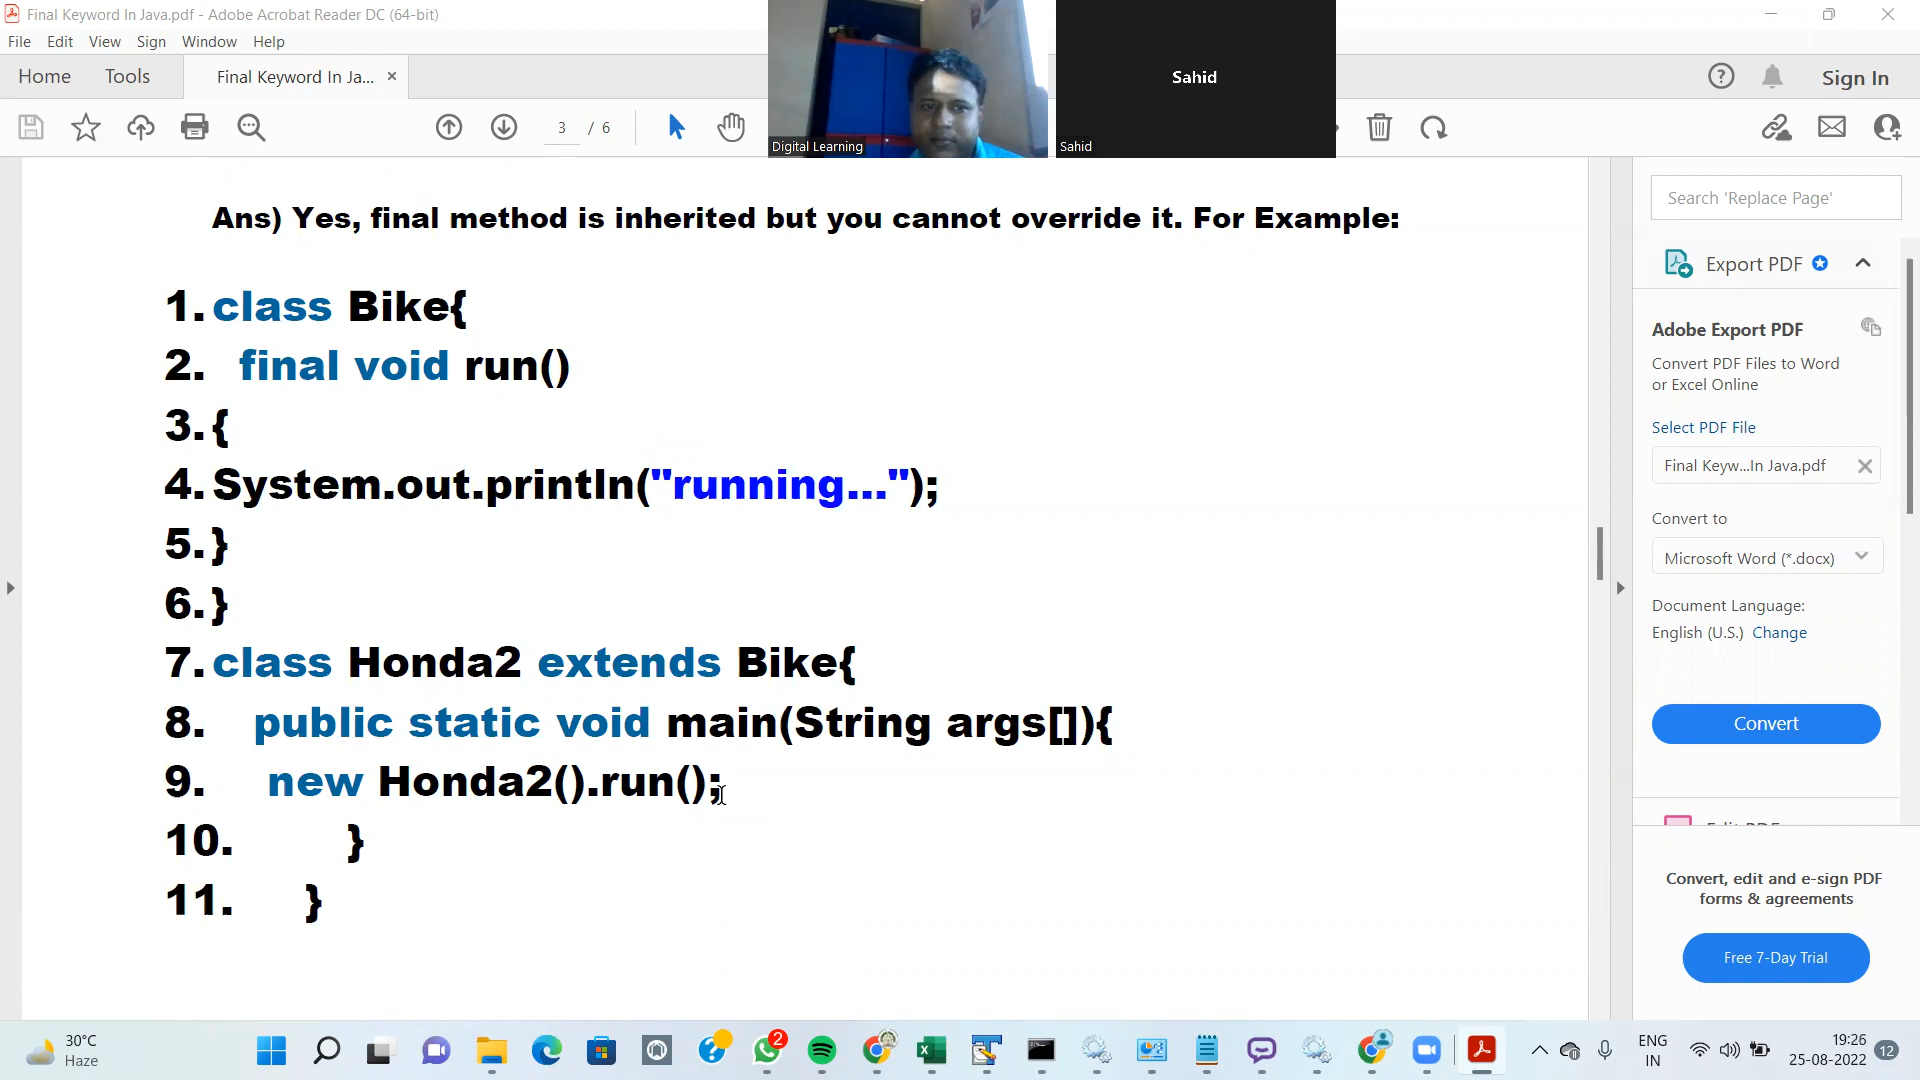 Final Keyword In Java.pdf - Adobe Acrobat Reader DC (64-bit)
File Edit View Sign Window Help
Home Tools Final Keyword In Ja... × Sign In
3 / 6
Digital Learning
Sahid
Sahid
Ans) Yes, final method is inherited but you cannot override it. For Example:
1. class Bike{
2. final void run()
3. {
4. System.out.println("running...");
5. }
6. }
7. class Honda2 extends Bike{
8. public static void main(String args[]){
9. new Honda2().run();
10. }
11. }
Search 'Replace Page'
Export PDF
Adobe Export PDF
Convert PDF Files to Word
or Excel Online
Select PDF File
Final Keyw...In Java.pdf
Convert to
Microsoft Word (*.docx)
Document Language:
English (U.S.) Change
Convert
Convert, edit and e-sign PDF
forms & agreements
Free 7-Day Trial
30°C
Haze
2
ENG
IN
19:26
25-08-2022
12